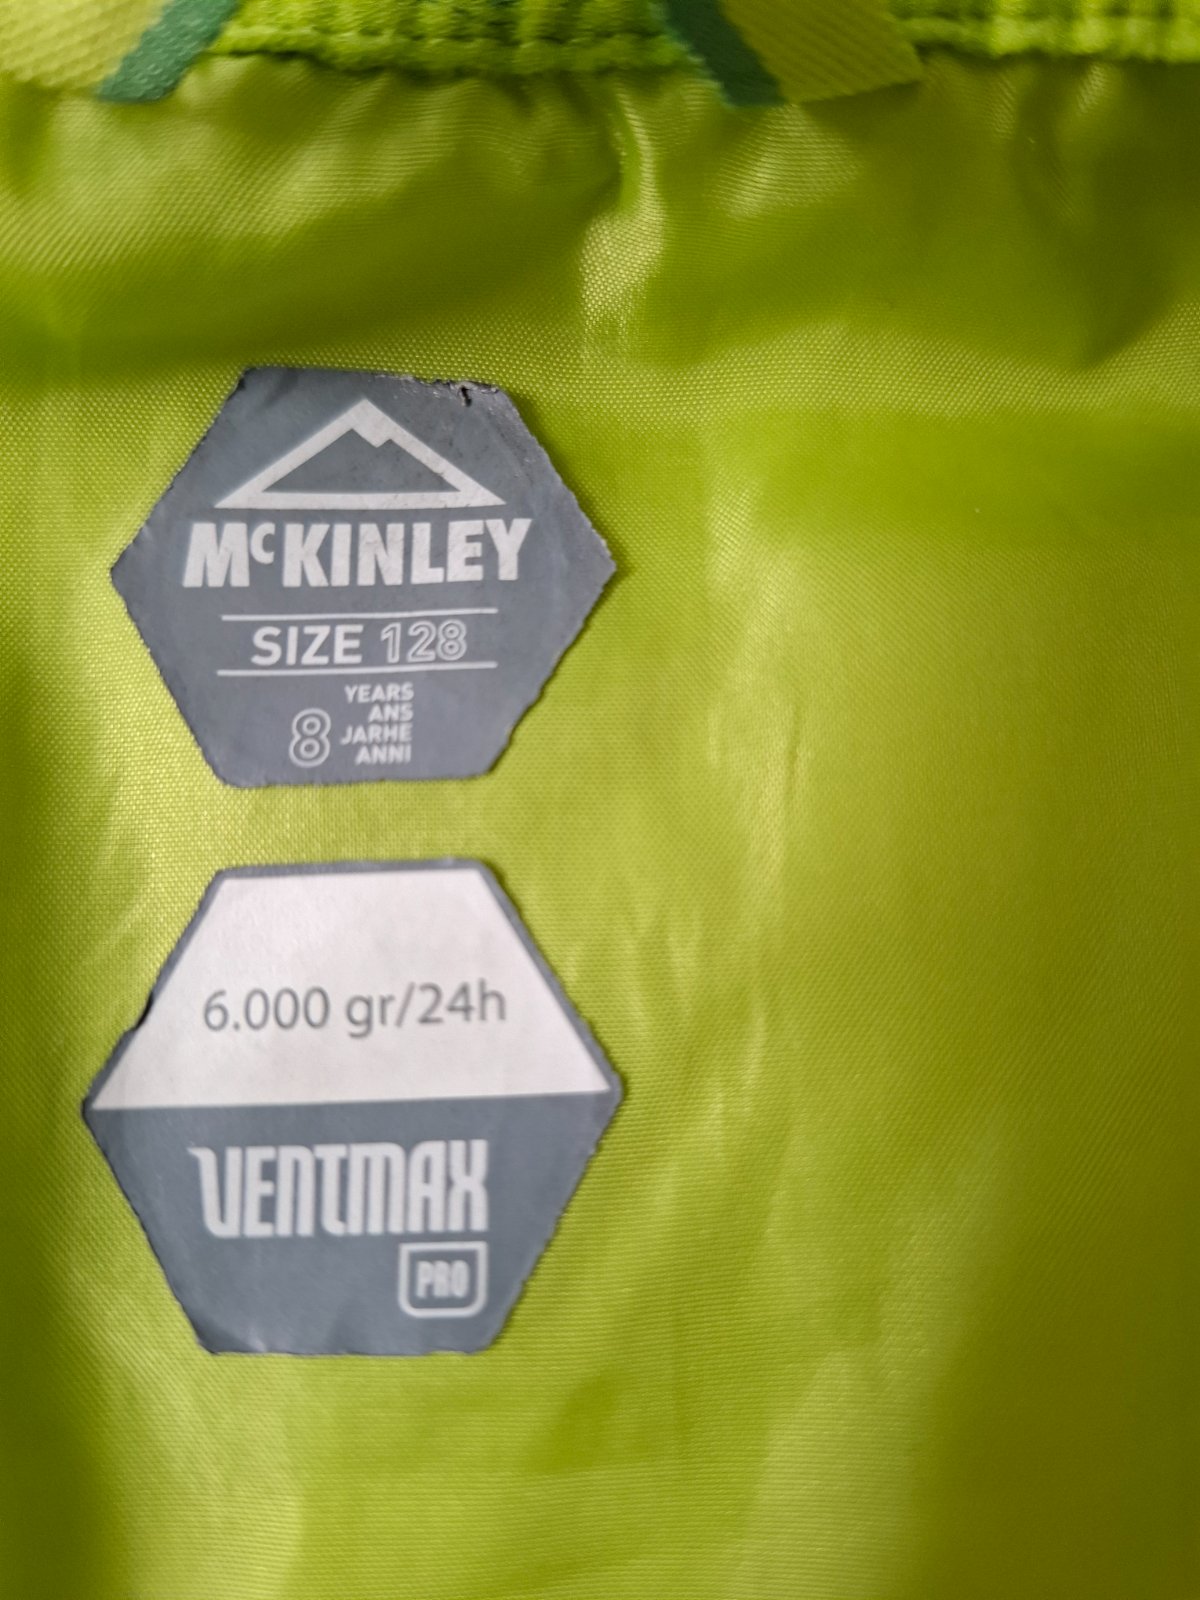 McKINLEY
SIZE 128
8
YEARS
ANS
JARHE
ANNI
6.000 gr/24h
VENTMAX
PRO